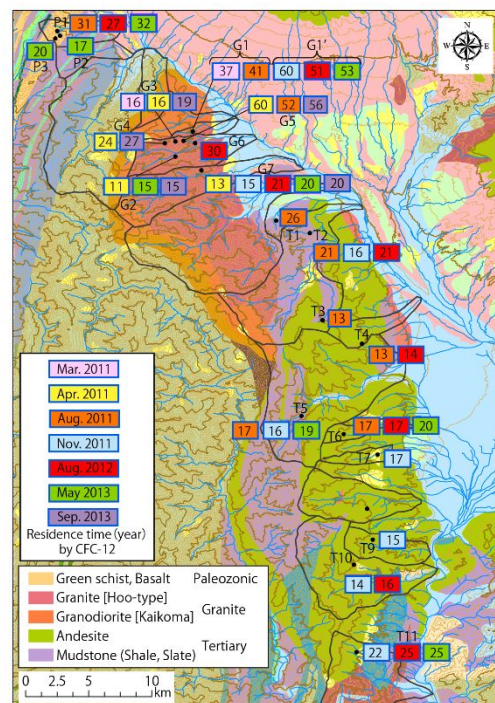 P1 31 27 32
G1 G1'
N
W E
S
20 17
P3 P2
37 41 60 51 53
G3
16 16 19
60 52 56
G5
G4
24 27
G6
30
G7
11 15 15
13 15 21 20 20
G2
26
T1 T2
21 16 21
T3 13
T4
13 14
T5
17 16 19
17 17 20
T6
T7 17
Mar. 2011
Apr. 2011
Aug. 2011
Nov. 2011
Aug. 2012
May 2013
Sep. 2013
Residence time (year)
by CFC-12
15
T9
T10
14 16
T11
22 25 25
Green schist, Basalt Paleozonic
Granite [Hoo-type]
Granite
Granodiorite [Kaikoma]
Andesite
Tertiary
Mudstone (Shale, Slate)
0 2.5 5 10
km